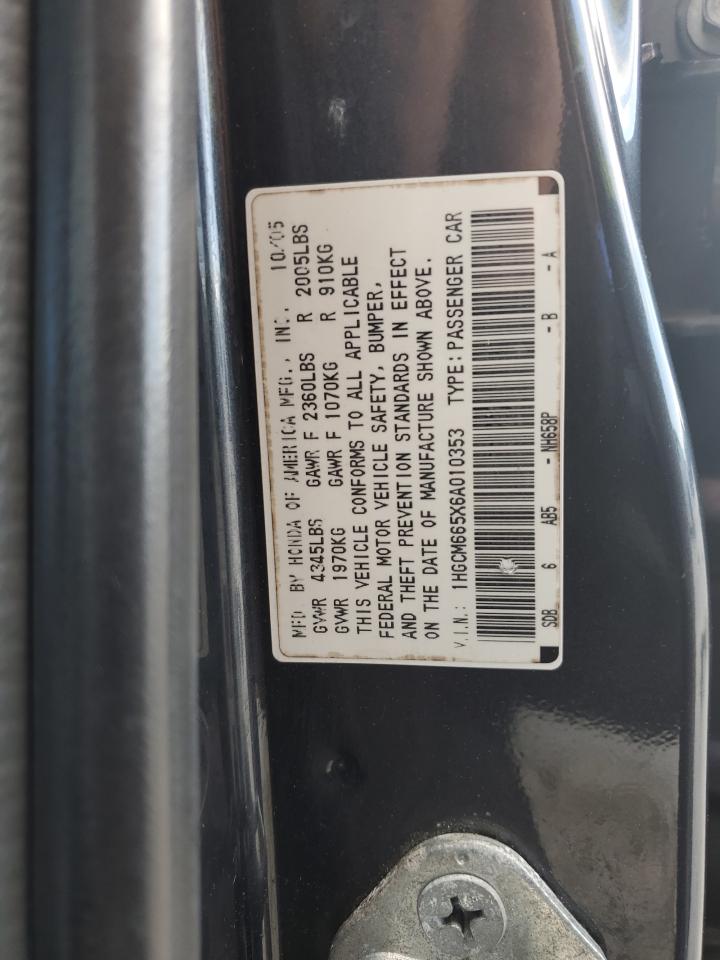 MFD. BY HONDA OF AMERICA MFG., INC. 10/05
GVWR 4345LBS GAWR F 2360LBS R 2005LBS
GVWR 1970KG GAWR F 1070KG R 910KG
THIS VEHICLE CONFORMS TO ALL APPLICABLE
FEDERAL MOTOR VEHICLE SAFETY, BUMPER,
AND THEFT PREVENTION STANDARDS IN EFFECT
ON THE DATE OF MANUFACTURE SHOWN ABOVE.
V.I.N.: 1HGCM665X6A010353 TYPE: PASSENGER CAR
SDB 6 AB5 - NH658P - B - A